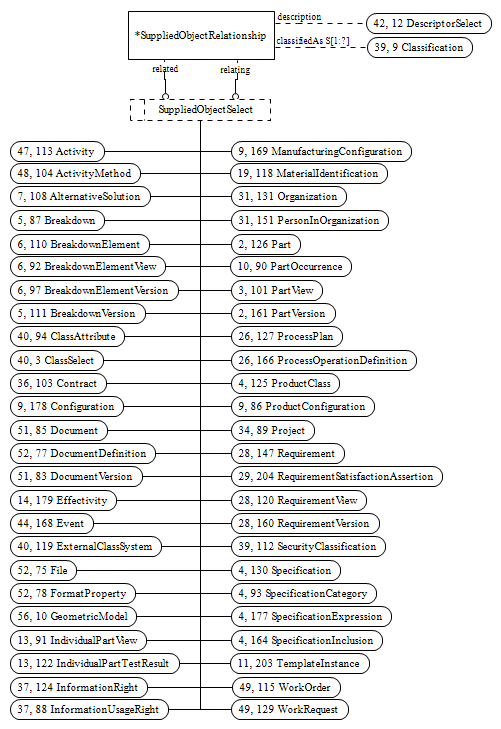 description
42, 12 DescriptorSelect
*SuppliedObjectRelationship
classifiedAs S[1:?]
39, 9 Classification
related
relating
SuppliedObjectSelect
47, 113 Activity
9, 169 ManufacturingConfiguration
48, 104 ActivityMethod
19, 118 MaterialIdentification
7, 108 AlternativeSolution
31, 131 Organization
5, 87 Breakdown
31, 151 PersonInOrganization
6, 110 BreakdownElement
2, 126 Part
6, 92 BreakdownElementView
10, 90 PartOccurrence
6, 97 BreakdownElementVersion
3, 101 PartView
5, 111 BreakdownVersion
2, 161 PartVersion
40, 94 ClassAttribute
26, 127 ProcessPlan
40, 3 ClassSelect
26, 166 ProcessOperationDefinition
36, 103 Contract
4, 125 ProductClass
9, 178 Configuration
9, 86 ProductConfiguration
51, 85 Document
34, 89 Project
52, 77 DocumentDefinition
28, 147 Requirement
51, 83 DocumentVersion
29, 204 RequirementSatisfactionAssertion
14, 179 Effectivity
28, 120 RequirementView
44, 168 Event
28, 160 RequirementVersion
40, 119 ExternalClassSystem
39, 112 SecurityClassification
52, 75 File
4, 130 Specification
52, 78 FormatProperty
4, 93 SpecificationCategory
56, 10 GeometricModel
4, 177 SpecificationExpression
13, 91 IndividualPartView
4, 164 SpecificationInclusion
13, 122 IndividualPartTestResult
11, 203 TemplateInstance
37, 124 InformationRight
49, 115 WorkOrder
37, 88 InformationUsageRight
49, 129 WorkRequest